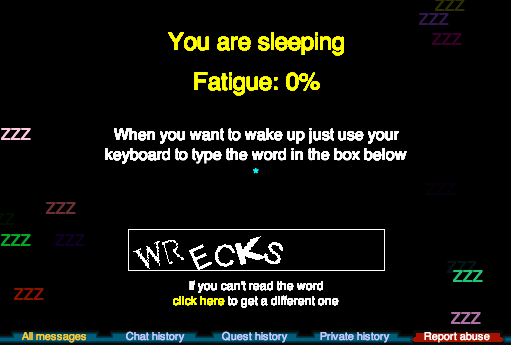 ZZZ
ZZZ
ZZZ
You are sleeping
Fatigue: 0%
ZZZ
When you want to wake up just use your
keyboard to type the word in the box below
*
ZZZ
ZZZ
ZZZ
ZZZ
ZZZ
WRECKS
ZZZ
ZZZ
ZZZ
If you can't read the word
click here to get a different one
ZZZ
ZZZ
All messages
Chat history
Quest history
Private history
Report abuse